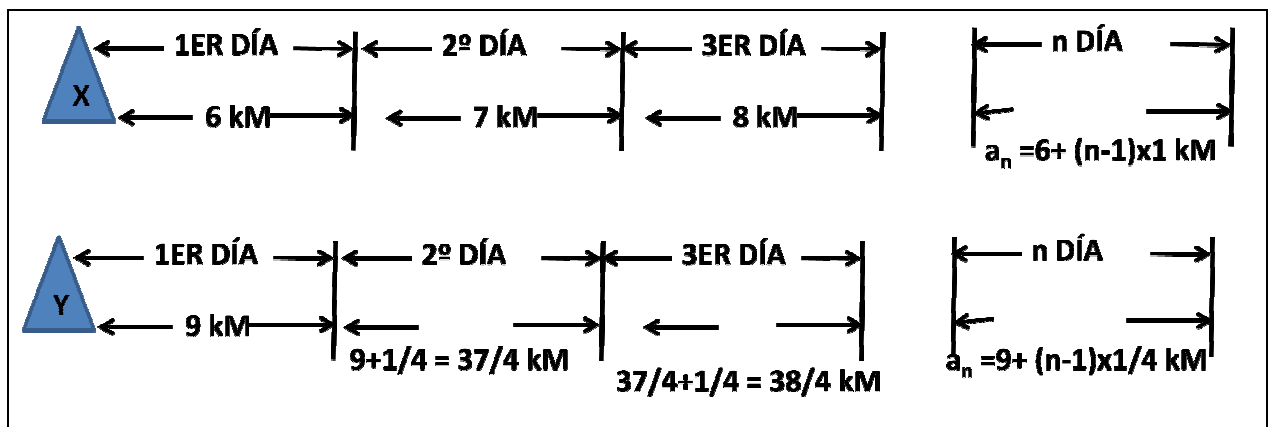 1ER DÍA 2º DÍA 3ER DÍA n DÍA
X
6 kM 7 kM 8 kM
aₙ =6+ (n-1)x1 kM
1ER DÍA 2º DÍA 3ER DÍA n DÍA
Y
9 kM
9+1/4 = 37/4 kM aₙ =9+ (n-1)x1/4 kM
37/4+1/4 = 38/4 kM